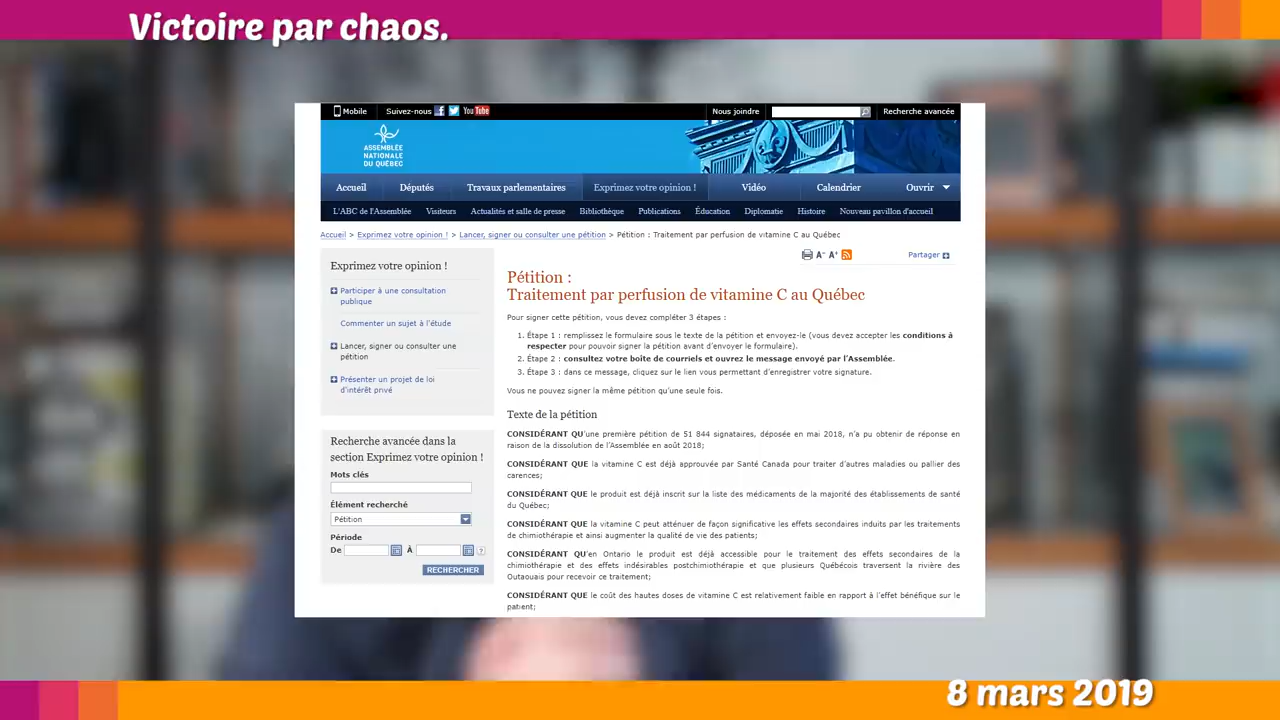 Victoire par chaos.
Mobile Suivez-nous You Tube Nous joindre Recherche avancée
ASSEMBLÉE
NATIONALE
DU QUÉBEC
Accueil Députés Travaux parlementaires Exprimez votre opinion ! Vidéo Calendrier Ouvrir
L'ABC de l'Assemblée Visiteurs Actualités et salle de presse Bibliothèque Publications Éducation Diplomatie Histoire Nouveau pavillon d'accueil
Accueil > Exprimez votre opinion ! > Lancer, signer ou consulter une pétition > Pétition : Traitement par perfusion de vitamine C au Québec
A- A+ Partager
Exprimez votre opinion !
Participer à une consultation
publique
Commenter un sujet à l'étude
Lancer, signer ou consulter une
pétition
Présenter un projet de loi
d'intérêt privé
Recherche avancée dans la
section Exprimez votre opinion !
Mots clés
Élément recherché
Pétition
Période
De À ?
RECHERCHER
Pétition :
Traitement par perfusion de vitamine C au Québec
Pour signer cette pétition, vous devez compléter 3 étapes :
1. Étape 1 : remplissez le formulaire sous le texte de la pétition et envoyez-le (vous devez accepter les conditions à
respecter pour pouvoir signer la pétition avant d'envoyer le formulaire).
2. Étape 2 : consultez votre boîte de courriels et ouvrez le message envoyé par l'Assemblée.
3. Étape 3 : dans ce message, cliquez sur le lien vous permettant d'enregistrer votre signature.
Vous ne pouvez signer la même pétition qu'une seule fois.
Texte de la pétition
CONSIDÉRANT QU'une première pétition de 51 844 signataires, déposée en mai 2018, n'a pu obtenir de réponse en
raison de la dissolution de l'Assemblée en août 2018;
CONSIDÉRANT QUE la vitamine C est déjà approuvée par Santé Canada pour traiter d'autres maladies ou pallier des
carences;
CONSIDÉRANT QUE le produit est déjà inscrit sur la liste des médicaments de la majorité des établissements de santé
du Québec;
CONSIDÉRANT QUE la vitamine C peut atténuer de façon significative les effets secondaires induits par les traitements
de chimiothérapie et ainsi augmenter la qualité de vie des patients;
CONSIDÉRANT QU'en Ontario le produit est déjà accessible pour le traitement des effets secondaires de la
chimiothérapie et des effets indésirables postchimiothérapie et que plusieurs Québécois traversent la rivière des
Outaouais pour recevoir ce traitement;
CONSIDÉRANT QUE le coût des hautes doses de vitamine C est relativement faible en rapport à l'effet bénéfique sur le
patient;
8 mars 2019